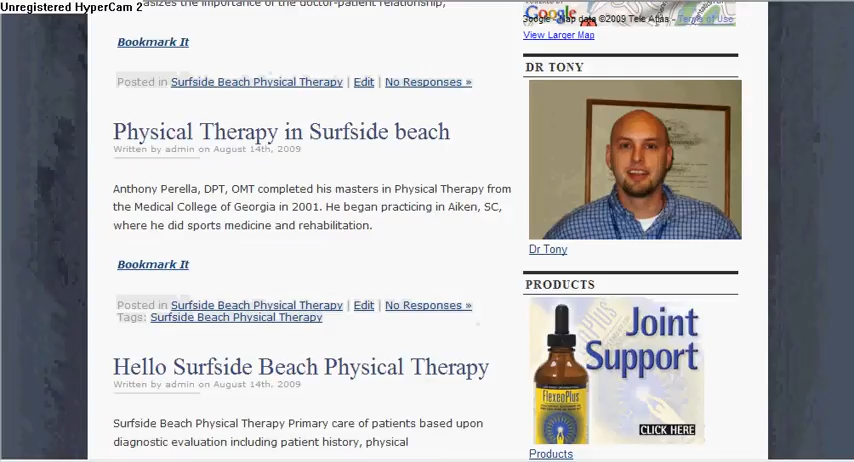 Unregistered HyperCam 2
asizes the importance of the doctor-patient relationship,
Bookmark It
Posted in Surfside Beach Physical Therapy | Edit | No Responses »
Physical Therapy in Surfside beach
Written by admin on August 14th, 2009
Anthony Perella, DPT, OMT completed his masters in Physical Therapy from
the Medical College of Georgia in 2001. He began practicing in Aiken, SC,
where he did sports medicine and rehabilitation.
Bookmark It
Posted in Surfside Beach Physical Therapy | Edit | No Responses »
Tags: Surfside Beach Physical Therapy
Hello Surfside Beach Physical Therapy
Written by admin on August 14th, 2009
Surfside Beach Physical Therapy Primary care of patients based upon
diagnostic evaluation including patient history, physical
Google
Google - Map data ©2009 Tele Atlas - Terms of Use
View Larger Map
DR TONY
Dr Tony
PRODUCTS
Joint
Support
FlexeoPlus
CLICK HERE
Products